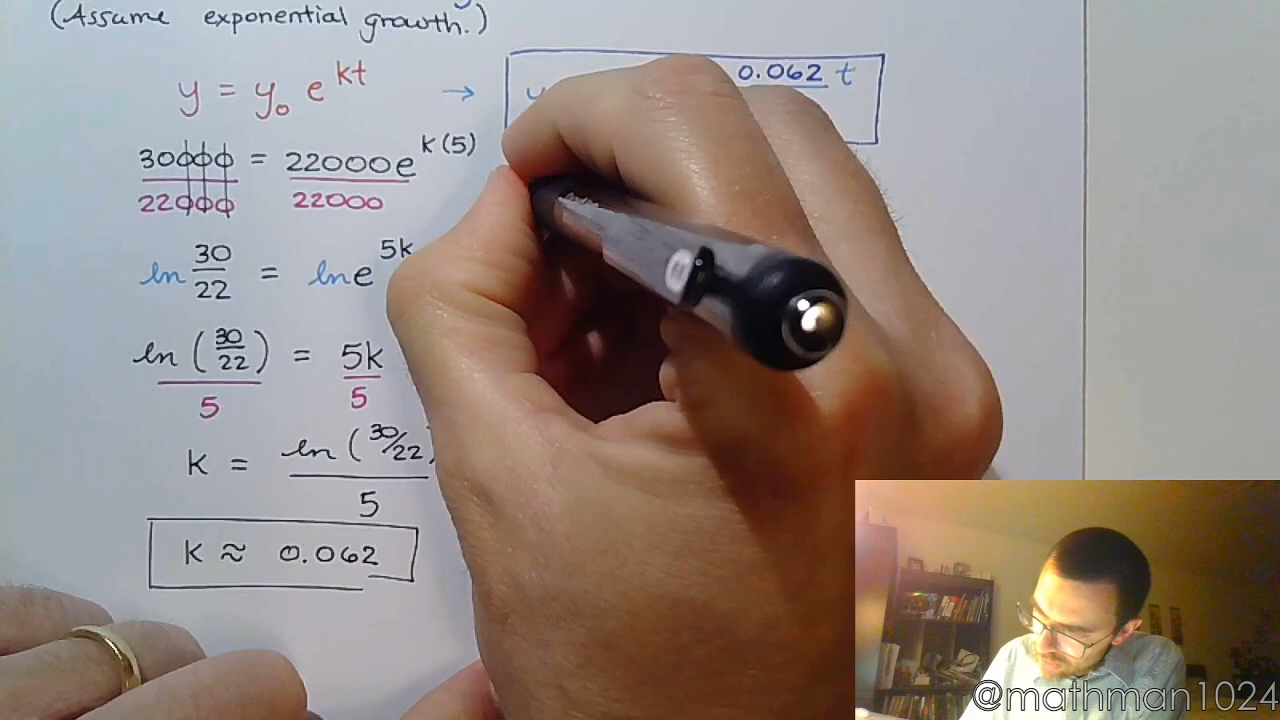 (Assume exponential growth.)
y = y₀ e^kt → 0.062 t
30000 = 22000e^k(5)
22000 22000
ln 30/22 = ln e^5k
ln (30/22) = 5k
5 5
k = ln (30/22
5
k ≈ 0.062
@mathman1024